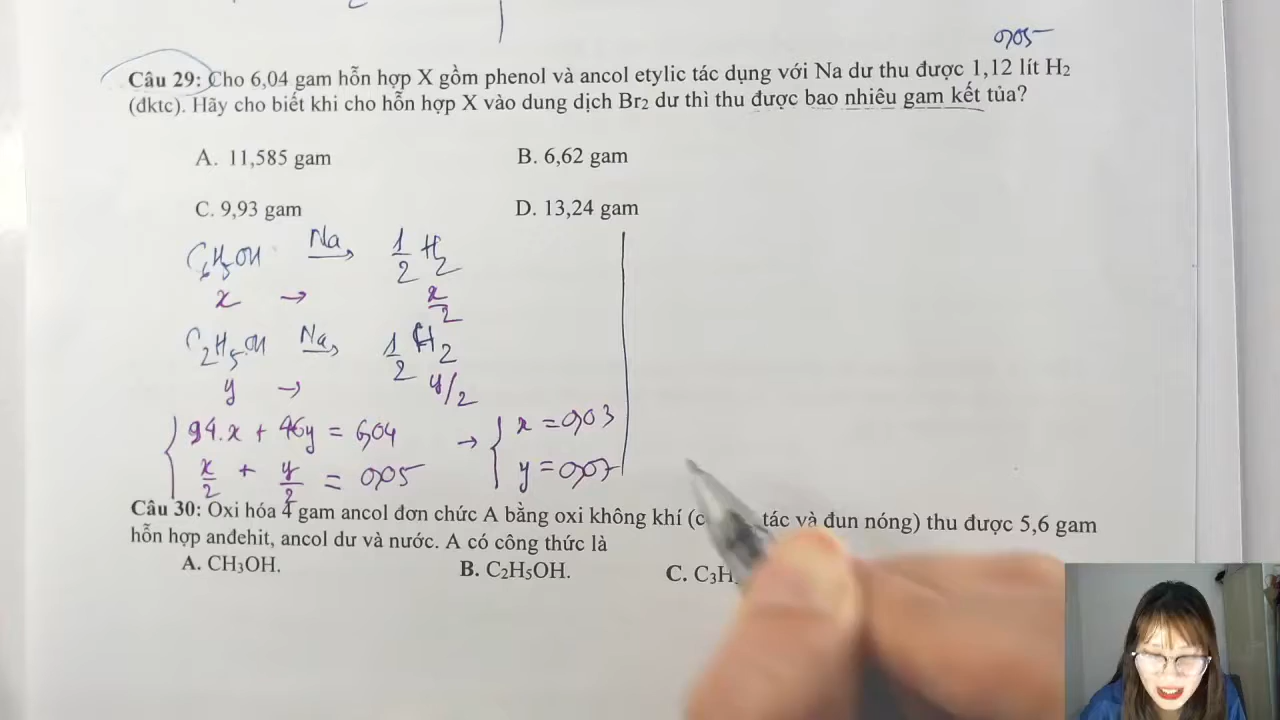 0,05
Câu 29: Cho 6,04 gam hỗn hợp X gồm phenol và ancol etylic tác dụng với Na dư thu được 1,12 lít H₂
(đktc). Hãy cho biết khi cho hỗn hợp X vào dung dịch Br₂ dư thì thu được bao nhiêu gam kết tủa?
A. 11,585 gam B. 6,62 gam
C. 9,93 gam D. 13,24 gam
C₆H₅OH Na→ 1/2 H₂
x → x/2
C₂H₅OH Na→ 1/2 H₂
y → y/2
94.x + 46y = 6,04 → x = 0,03
x/2 + y/2 = 0,05 y = 0,07
Câu 30: Oxi hóa 4 gam ancol đơn chức A bằng oxi không khí tác và đun nóng) thu được 5,6 gam
hỗn hợp anđehit, ancol dư và nước. A có công thức là
A. CH₃OH. B. C₂H₅OH. C. C₃H